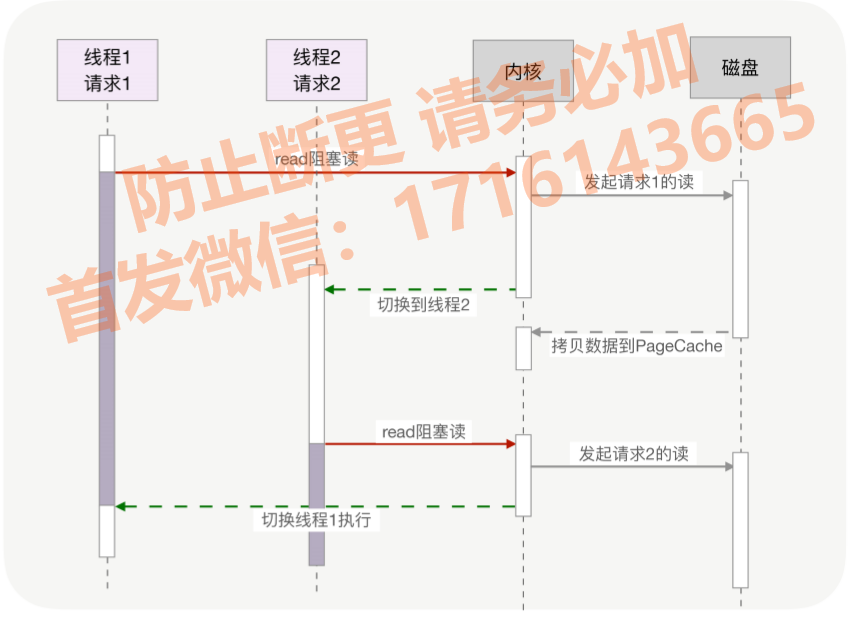 线程1
请求1
线程2
请求2
内核
磁盘
防止断更 请务必加
首发微信：1716143665
read阻塞读
发起请求1的读
切换到线程2
拷贝数据到PageCache
read阻塞读
发起请求2的读
切换线程1执行